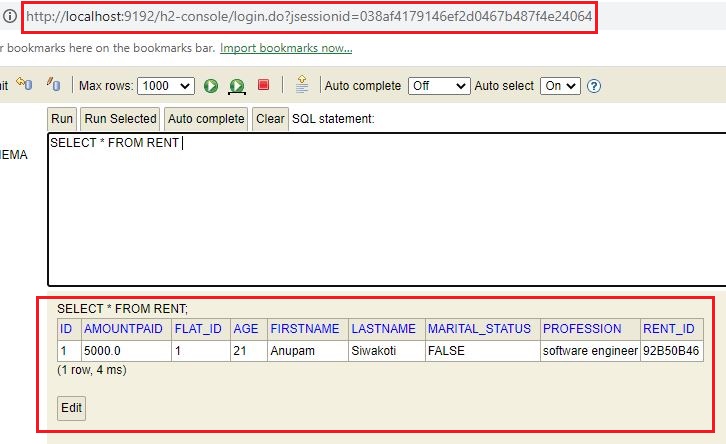 http://localhost:9192/h2-console/login.do?jsessionid=038af4179146ef2d0467b487f4e24064
r bookmarks here on the bookmarks bar. Import bookmarks now...
it Max rows: 1000 Auto complete Off Auto select On ?
Run Run Selected Auto complete Clear SQL statement:
SELECT * FROM RENT
EMA
SELECT * FROM RENT;
ID AMOUNTPAID FLAT_ID AGE FIRSTNAME LASTNAME MARITAL_STATUS PROFESSION RENT_ID
1 5000.0 1 21 Anupam Siwakoti FALSE software engineer 92B50B46
(1 row, 4 ms)
Edit